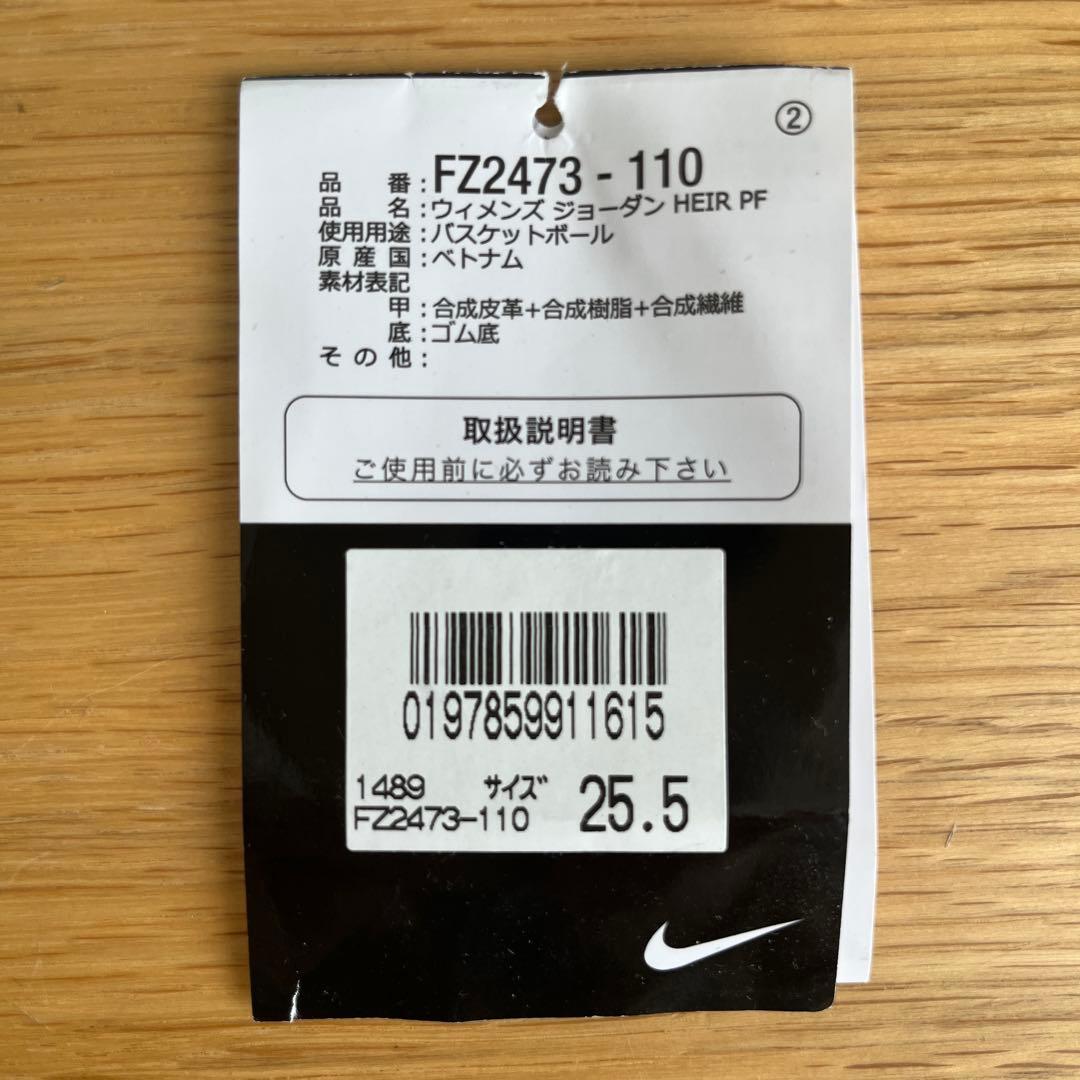 ②
品 番:FZ2473 - 110
品 名:ウィメンズ ジョーダン HEIR PF
使用用途:バスケットボール
原 産 国:ベトナム
素材表記
甲:合成皮革+合成樹脂+合成繊維
底:ゴム底
そ の 他:
取扱説明書
ご使用前に必ずお読み下さい
0197859911615
1489 サイズ 25.5
FZ2473-110